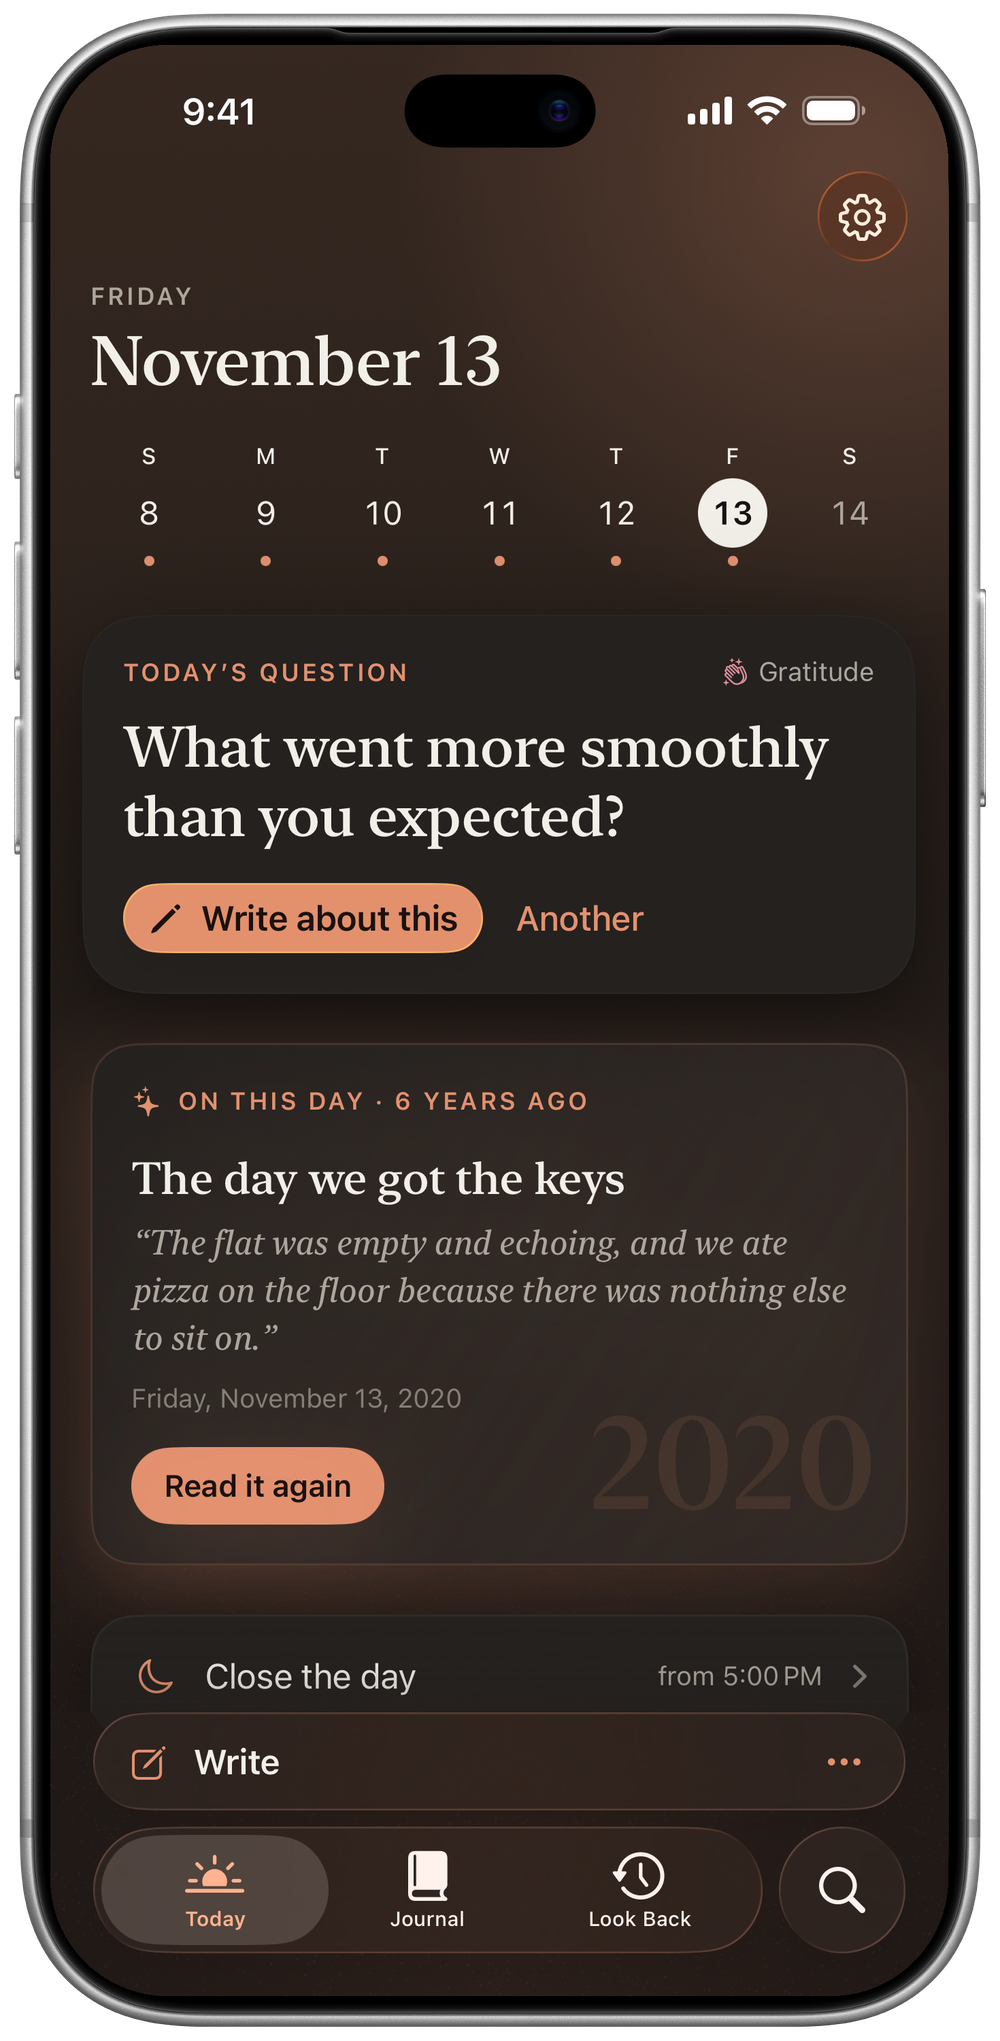 9:41
FRIDAY
November 13
S M T W T F S
8 9 10 11 12 13 14
TODAY’S QUESTION Gratitude
What went more smoothly
than you expected?
Write about this Another
ON THIS DAY · 6 YEARS AGO
The day we got the keys
“The flat was empty and echoing, and we ate
pizza on the floor because there was nothing else
to sit on.”
Friday, November 13, 2020
2020
Read it again
Close the day from 5:00 PM
Write
Today Journal Look Back